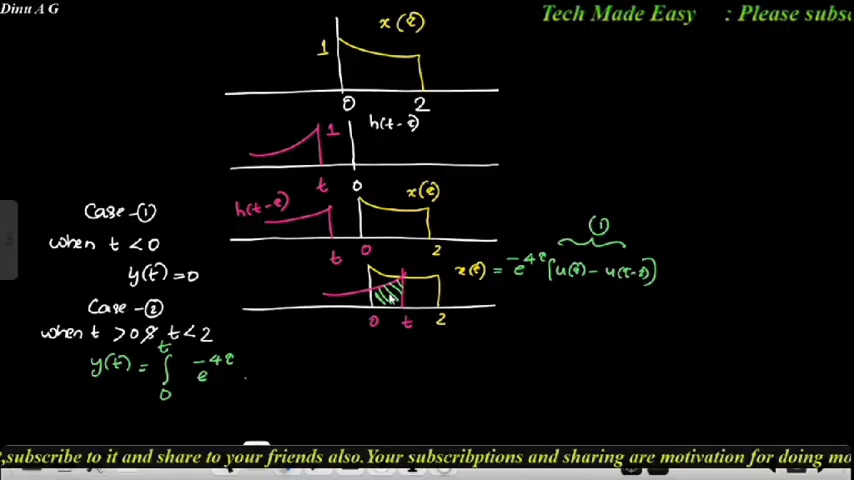 Dinu A G
Tech Made Easy : Please subs
x(τ)
1
0 2
h(t-τ)
1
t 0
Case-①
when t < 0
y(t) = 0
Case-②
when t > 0 & t < 2
y(t) = ∫₀ᵗ e^-4τ
h(t-τ)
x(τ)
t 0 2
①
x(τ) = e^-4τ [u(τ) - u(τ-2)]
0 t 2
,subscribe to it and share to your friends also.Your subscribptions and sharing are motivation for doing mo